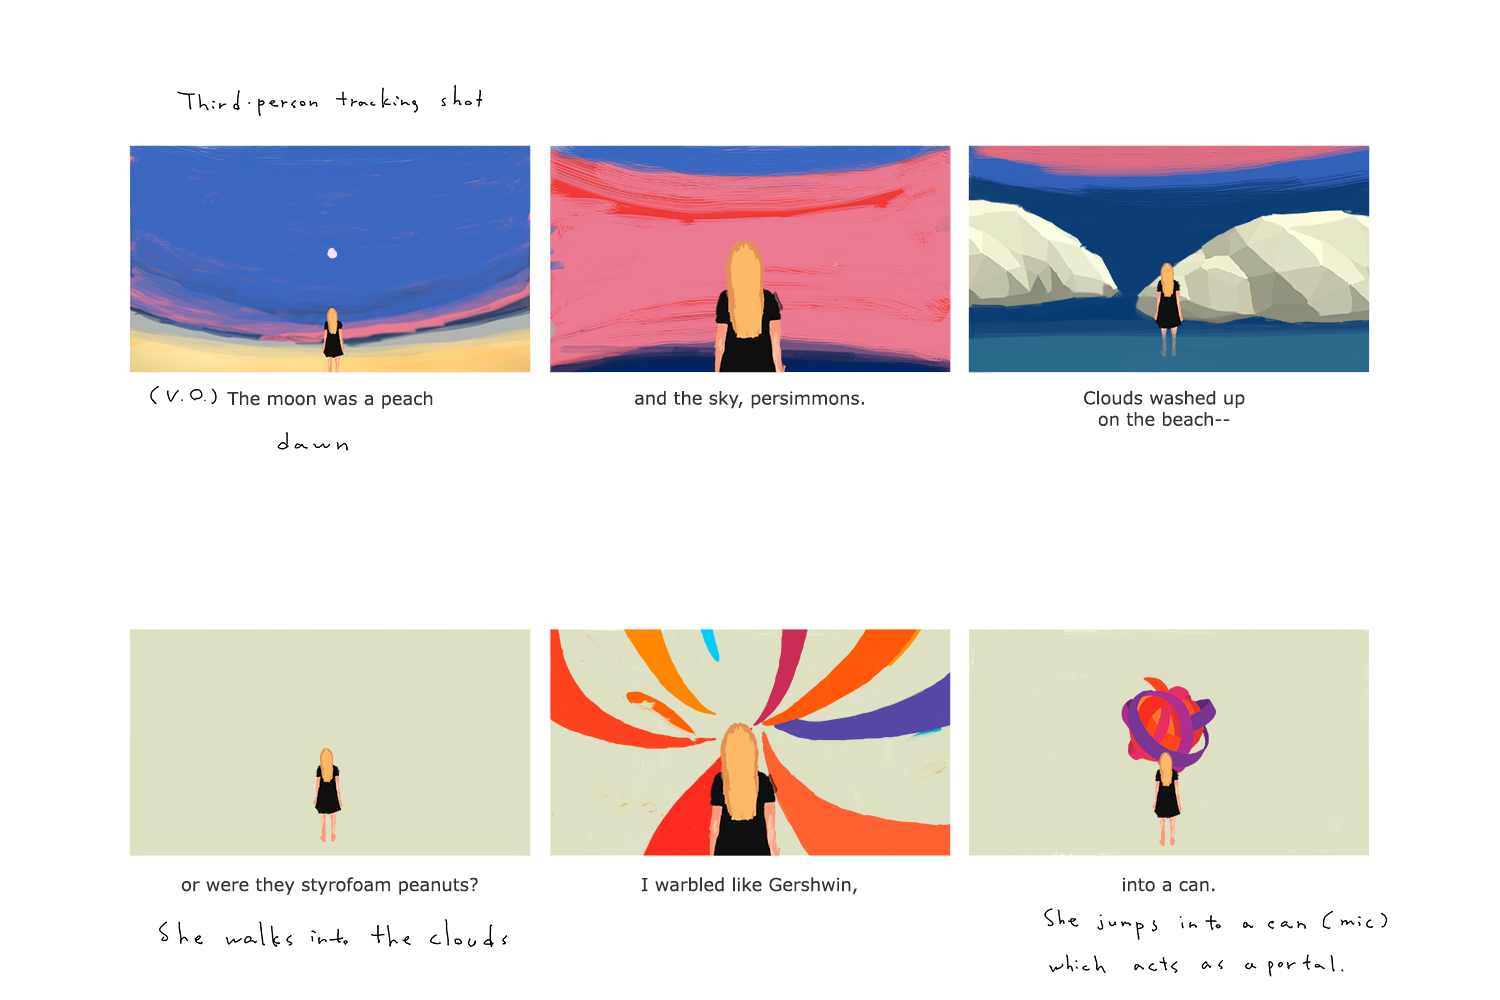 Third-person tracking shot
(V.O.) The moon was a peach
dawn
and the sky, persimmons.
Clouds washed up
on the beach--
or were they styrofoam peanuts?
She walks into the clouds
I warbled like Gershwin,
into a can.
She jumps into a can (mic)
which acts as a portal.